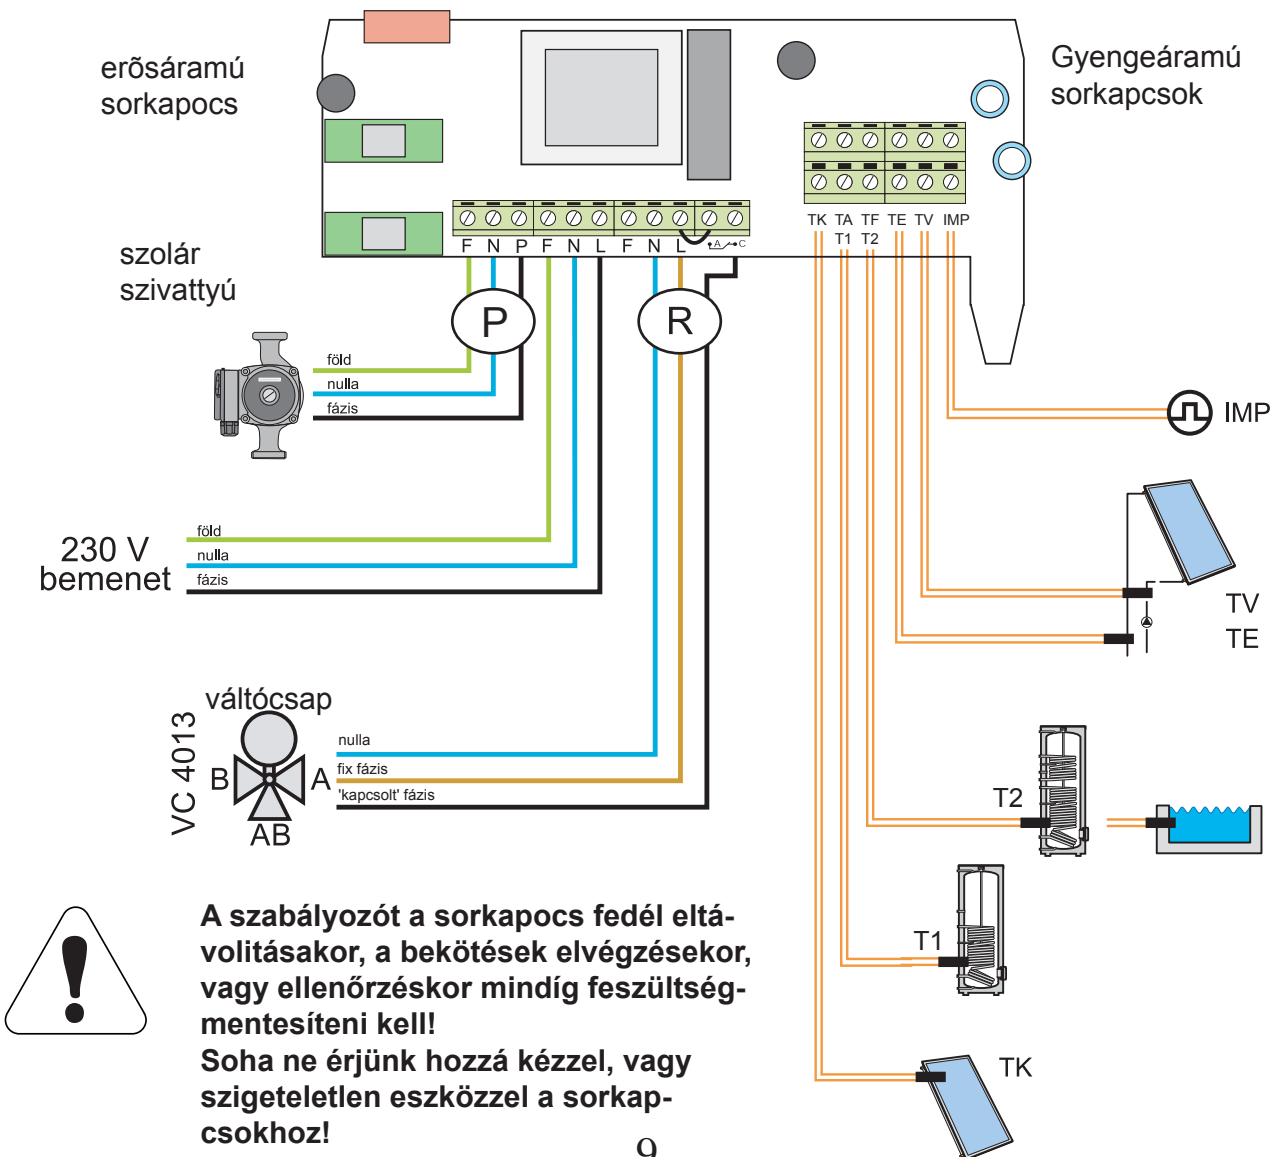 erõsáramú
sorkapocs
Gyengeáramú
sorkapcsok
TK TA TF TE TV IMP
T1 T2
F N P F N L F N L A C
szolár
szivattyú
P
R
föld
nulla
fázis
IMP
230 V
bemenet
föld
nulla
fázis
TV
TE
váltócsap
VC 4013
B
A
AB
nulla
fix fázis
'kapcsolt' fázis
T2
T1
TK
A szabályozót a sorkapocs fedél eltá-
volitásakor, a bekötések elvégzésekor,
vagy ellenőrzéskor mindíg feszültség-
mentesíteni kell!
Soha ne érjünk hozzá kézzel, vagy
szigeteletlen eszközzel a sorkap-
csokhoz!
9